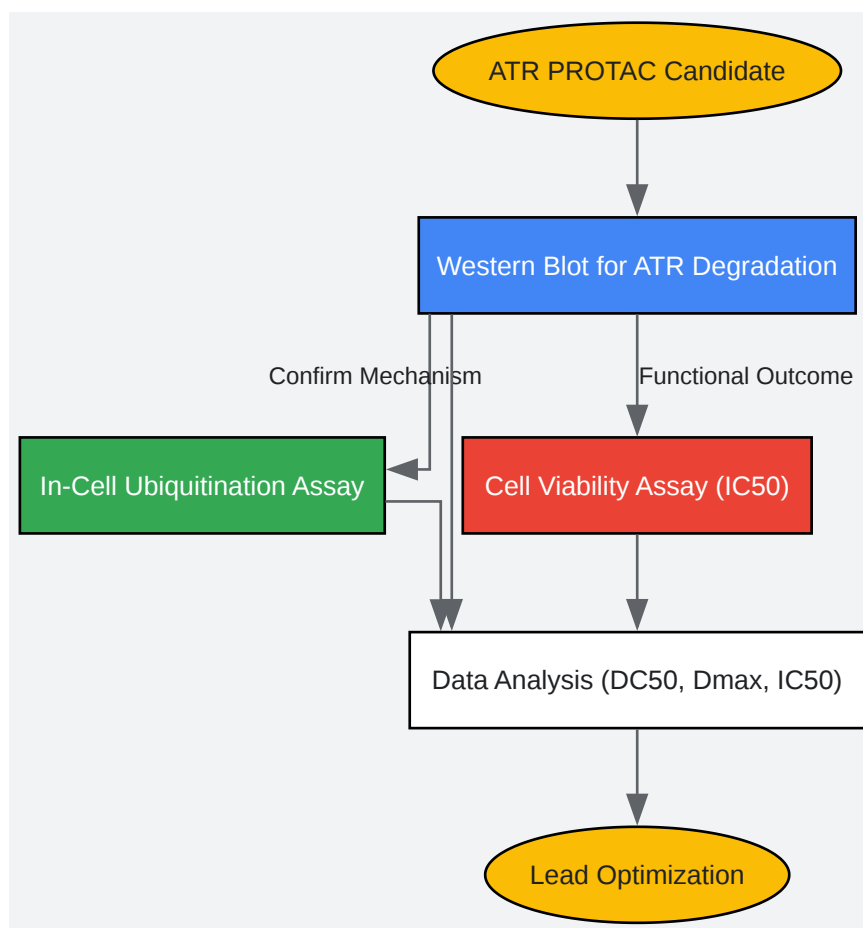 ATR PROTAC Candidate
Western Blot for ATR Degradation
Confirm Mechanism
Functional Outcome
In-Cell Ubiquitination Assay
Cell Viability Assay (IC50)
Data Analysis (DC50, Dmax, IC50)
Lead Optimization